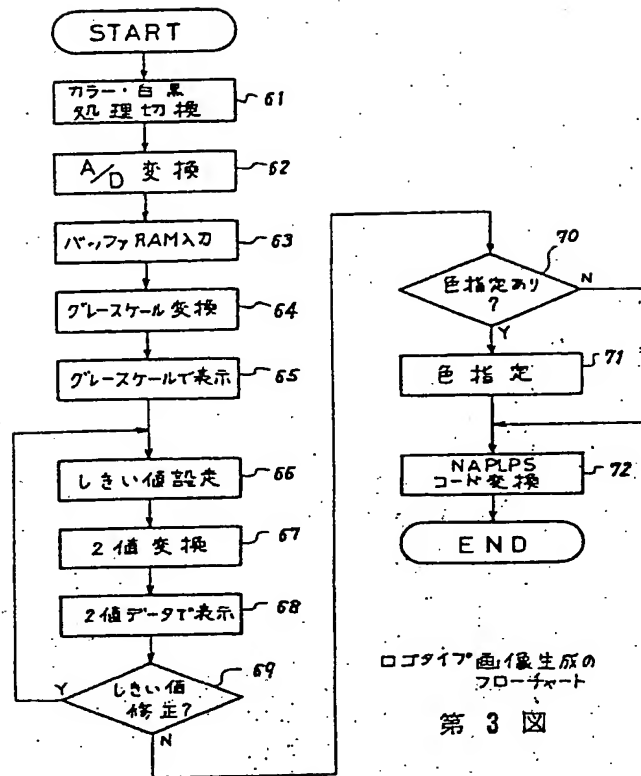 START
カラー・白黒
処理切換
61
A/D 変換
62
バッファRAM入力
63
グレースケール変換
64
グレースケールで表示
65
しきい値設定
66
2値変換
67
2値データで表示
68
しきい値
修正?
69
Y
N
色指定あり
?
70
N
Y
色指定
71
NAPLPS
コード変換
72
END
ロゴタイプ画像生成の
フローチャート
第 3 図